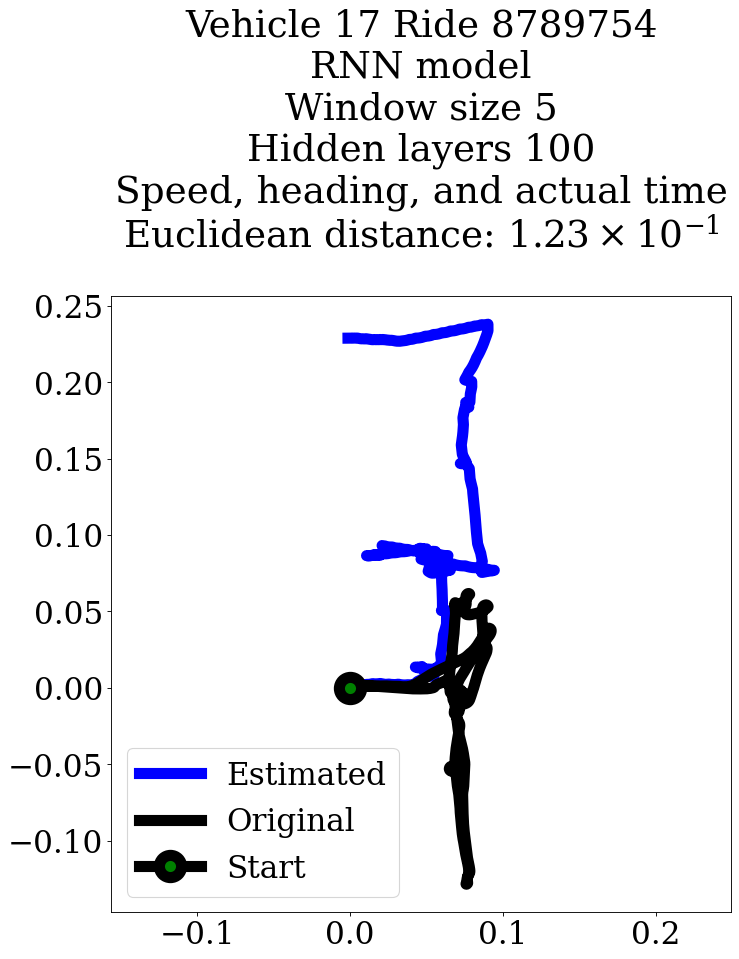 Vehicle 17 Ride 8789754
RNN model
Window size 5
Hidden layers 100
Speed, heading, and actual time
Euclidean distance: 1.23 × 10⁻¹
0.25
0.20
0.15
0.10
0.05
0.00
−0.05
−0.10
Estimated
Original
Start
−0.1 0.0 0.1 0.2